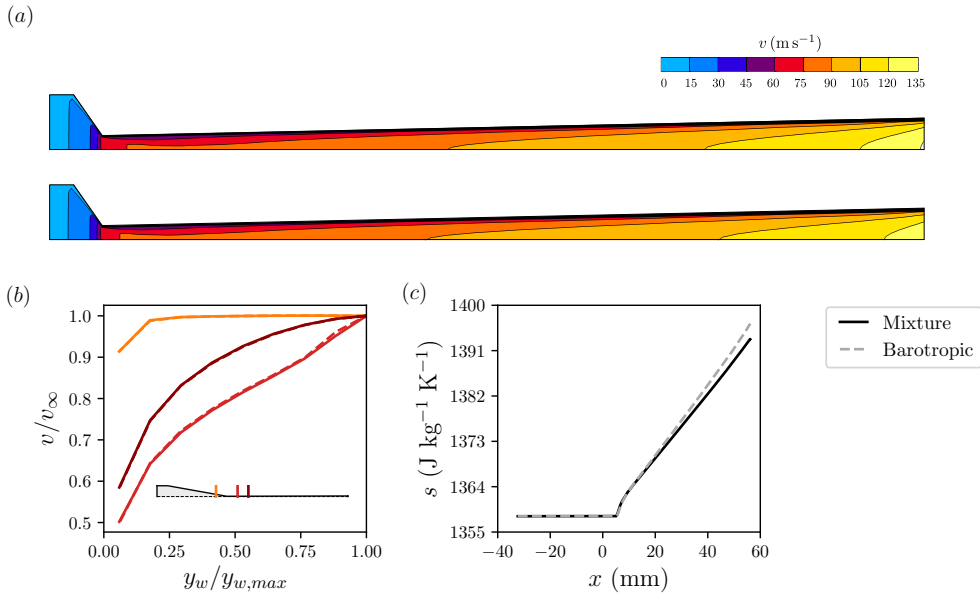 (a)
v (m s⁻¹)
0 15 30 45 60 75 90 105 120 135
(b)
1.0
0.9
0.8
0.7
0.6
0.5
v/v∞
0.00 0.25 0.50 0.75 1.00
y_w/y_{w,max}
(c)
1400
1391
1382
1373
1364
1355
s (J kg⁻¹ K⁻¹)
−40 −20 0 20 40 60
x (mm)
Mixture
Barotropic